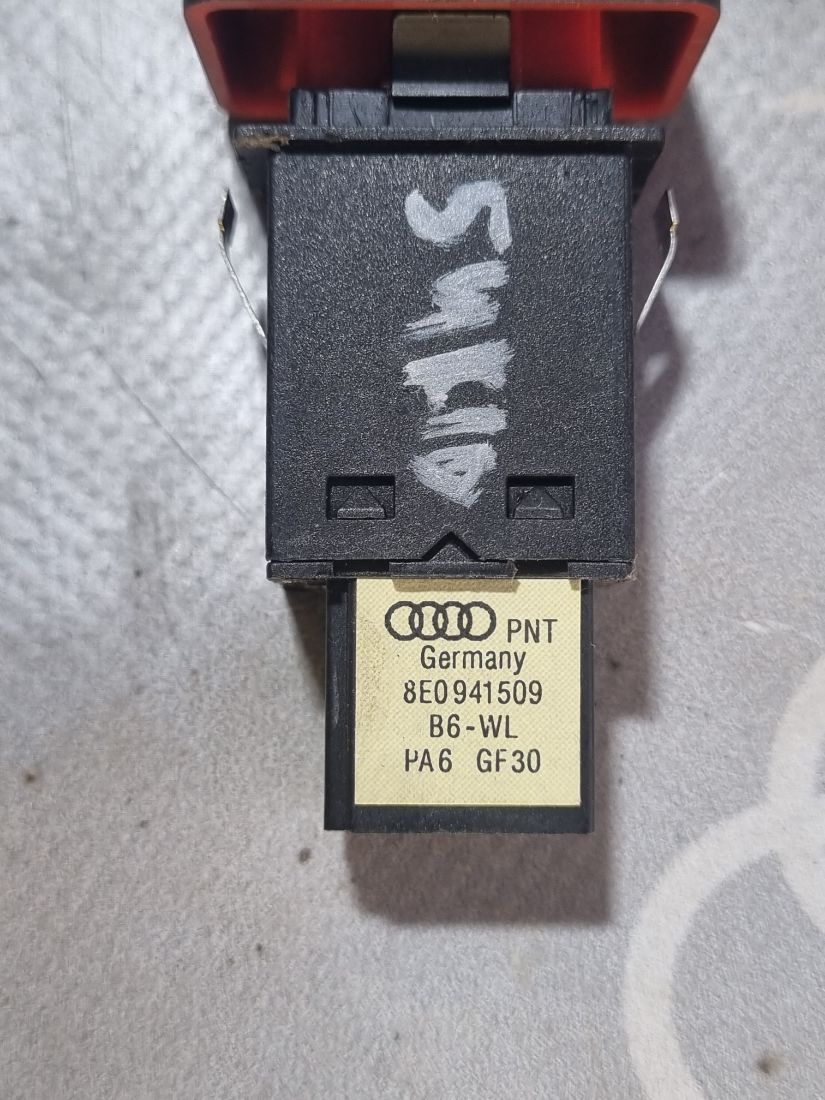 PNT
Germany
8E0941509
B6-WL
PA6 GF30